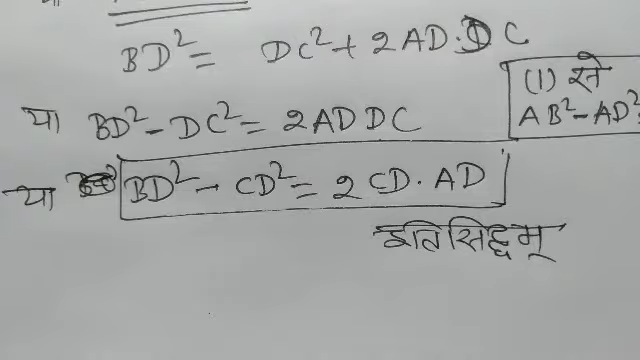 BD² = DC² + 2AD.DC
या BD² - DC² = 2AD DC
(1) से
AB² - AD²
या BD² - CD² = 2 CD. AD
इति सिद्धम्